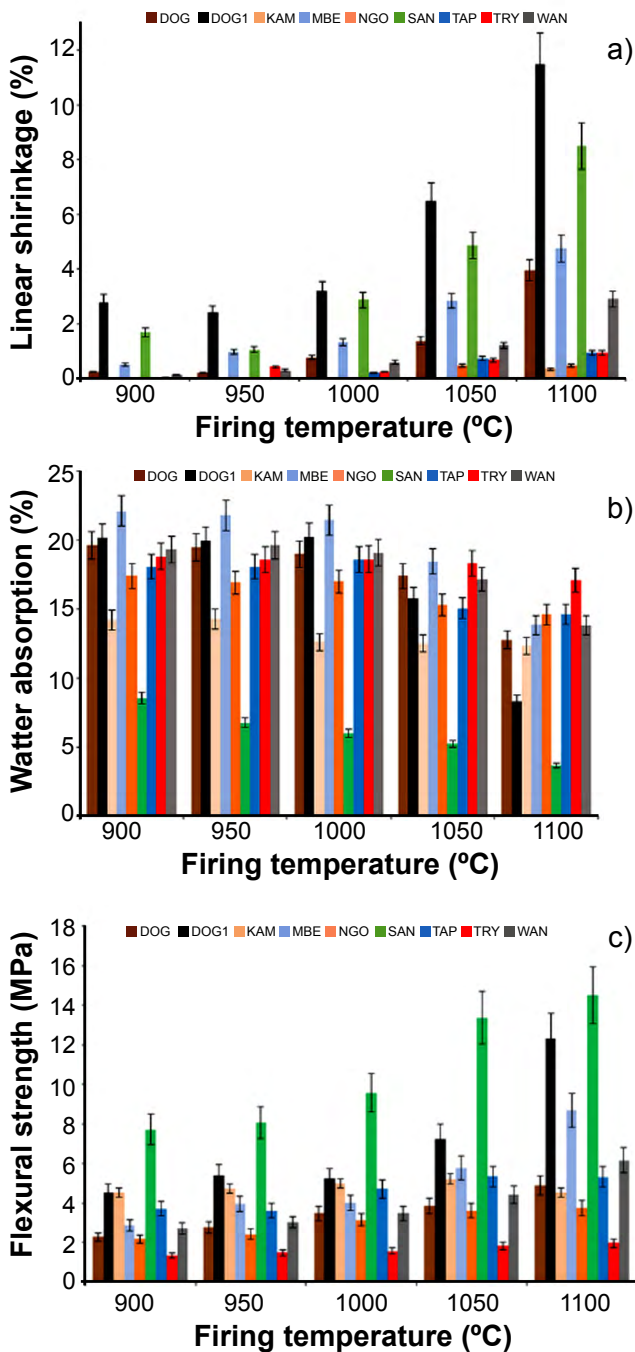 DOG DOG1 KAM MBE NGO SAN TAP TRY WAN
a)
12
10
8
6
4
2
0
Linear shirinkage (%)
900 950 1000 1050 1100
Firing temperature (ºC)
25
DOG DOG1 KAM MBE NGO SAN TAP TRY WAN
b)
20
15
10
5
0
Watter absorption (%)
900 950 1000 1050 1100
Firing temperature (ºC)
18
DOG DOG1 KAM MBE NGO SAN TAP TRY WAN
c)
16
14
12
10
8
6
4
2
0
Flexural strength (MPa)
900 950 1000 1050 1100
Firing temperature (ºC)